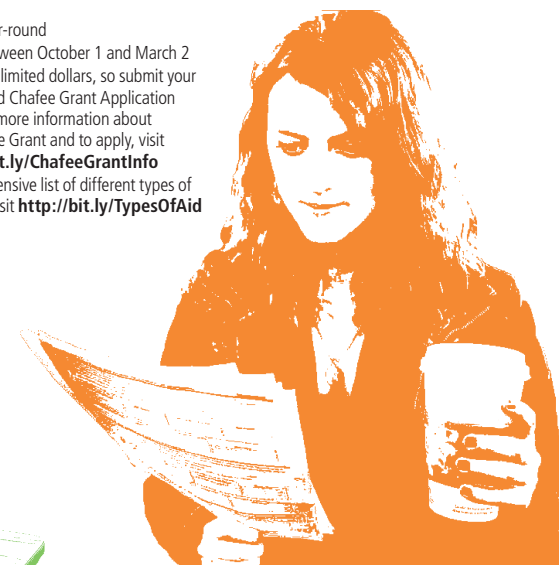 r-round
ween October 1 and March 2
limited dollars, so submit your
d Chafee Grant Application
more information about
e Grant and to apply, visit
t.ly/ChafeeGrantInfo
ensive list of different types of
sit http://bit.ly/TypesOfAid